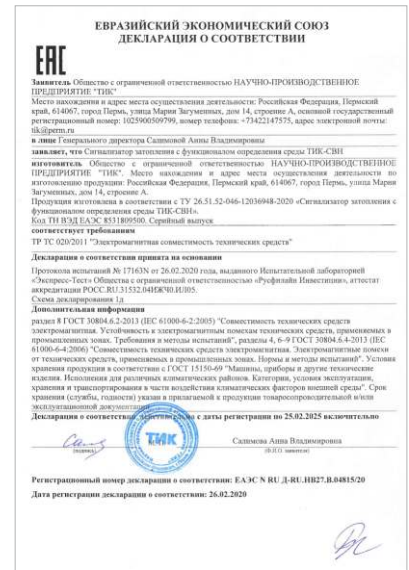 ЕВРАЗИЙСКИЙ ЭКОНОМИЧЕСКИЙ СОЮЗ
ДЕКЛАРАЦИЯ О СООТВЕТСТВИИ
ЕАС
Заявитель Общество с ограниченной ответственностью НАУЧНО-ПРОИЗВОДСТВЕННОЕ
ПРЕДПРИЯТИЕ "ТИК"
Место нахождения и адрес места осуществления деятельности: Российская Федерация, Пермский
край, 614067, город Пермь, улица Марии Загуменных, дом 14, строение А, основной государственный
регистрационный номер: 1025900509799, номер телефона: +73422147575, адрес электронной почты:
tik@perm.ru
в лице Генерального директора Салимовой Анны Владимировны
заявляет, что Сигнализатор затопления с функционалом определения среды ТИК-СВН
изготовитель Общество с ограниченной ответственностью НАУЧНО-ПРОИЗВОДСТВЕННОЕ
ПРЕДПРИЯТИЕ "ТИК". Место нахождения и адрес места осуществления деятельности по
изготовлению продукции: Российская Федерация, Пермский край, 614067, город Пермь, улица Марии
Загуменных, дом 14, строение А.
Продукция изготовлена в соответствии с ТУ 26.51.52-046-12036948-2020 «Сигнализатор затопления с
функционалом определения среды ТИК-СВН».
Код ТН ВЭД ЕАЭС 8531809500. Серийный выпуск
соответствует требованиям
ТР ТС 020/2011 "Электромагнитная совместимость технических средств"
Декларация о соответствии принята на основании
Протокола испытаний № 17163N от 26.02.2020 года, выданного Испытательной лабораторией
«Экспресс-Тест» Общества с ограниченной ответственностью «Русфилайн Инвестиции», аттестат
аккредитации РОСС.RU.31532.04ИЖЧ0.ИЛ05.
Схема декларирования 1д
Дополнительная информация
раздел 8 ГОСТ 30804.6.2-2013 (IEC 61000-6-2:2005) "Совместимость технических средств
электромагнитная. Устойчивость к электромагнитным помехам технических средств, применяемых в
промышленных зонах. Требования и методы испытаний", разделы 4, 6-9 ГОСТ 30804.6.4-2013 (IEC
61000-6-4:2006) "Совместимость технических средств электромагнитная. Электромагнитные помехи
от технических средств, применяемых в промышленных зонах. Нормы и методы испытаний". Условия
хранения продукции в соответствии с ГОСТ 15150-69 "Машины, приборы и другие технические
изделия. Исполнения для различных климатических районов. Категории, условия эксплуатации,
хранения и транспортирования в части воздействия климатических факторов внешней среды". Срок
хранения (службы, годности) указан в прилагаемой к продукции товаросопроводительной и/или
эксплуатационной документации
Декларация о соответствии действительна с даты регистрации по 25.02.2025 включительно
ТИК
Салимова Анна Владимировна
(подпись) (Ф.И.О. заявителя)
Регистрационный номер декларации о соответствии: ЕАЭС N RU Д-RU.НВ27.В.04815/20
Дата регистрации декларации о соответствии: 26.02.2020